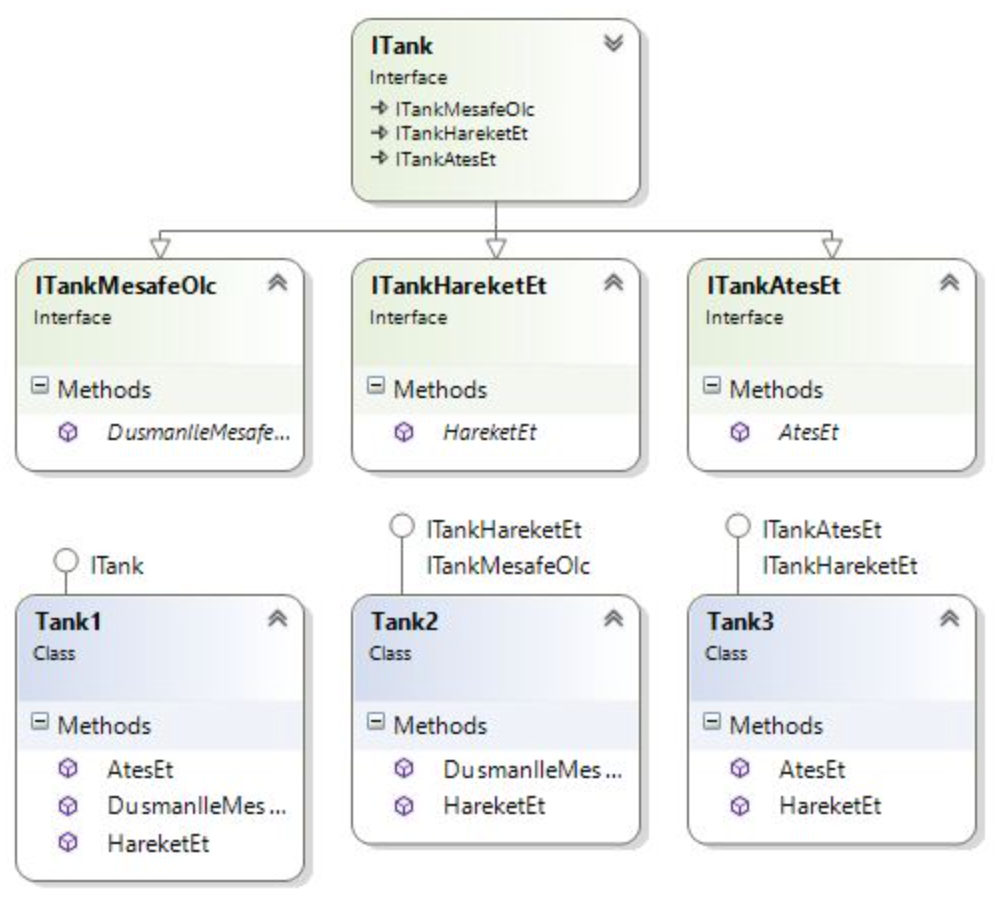 ITank
Interface
ITankMesafeOlc
ITankHareketEt
ITankAtesEt
ITankMesafeOlc
Interface
Methods
DusmanIleMesafe...
ITankHareketEt
Interface
Methods
HareketEt
ITankAtesEt
Interface
Methods
AtesEt
ITank
Tank1
Class
Methods
AtesEt
DusmanIleMes...
HareketEt
ITankHareketEt
ITankMesafeOlc
Tank2
Class
Methods
DusmanIleMes...
HareketEt
ITankAtesEt
ITankHareketEt
Tank3
Class
Methods
AtesEt
HareketEt